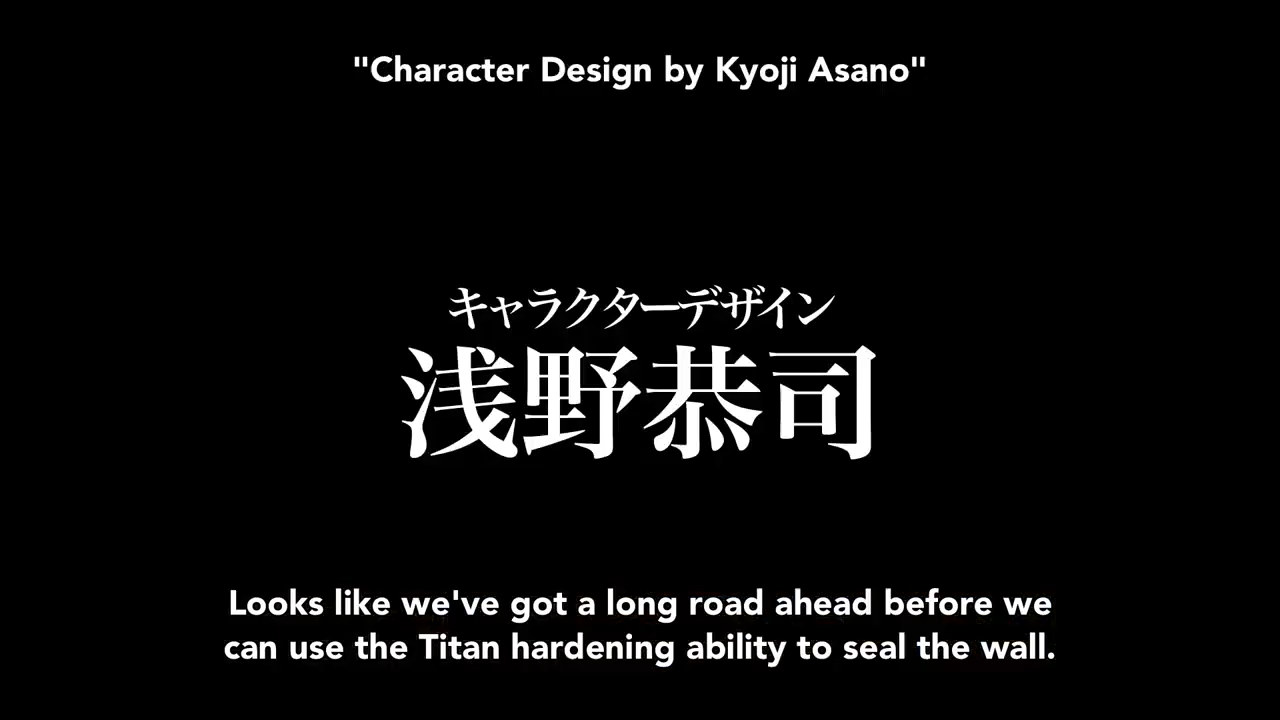 "Character Design by Kyoji Asano"
キャラクターデザイン
浅野恭司
Looks like we've got a long road ahead before we
can use the Titan hardening ability to seal the wall.